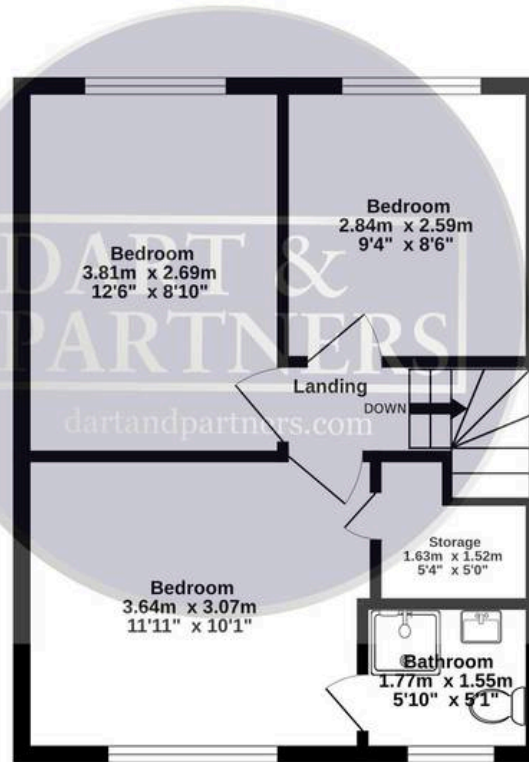 Bedroom
3.81m x 2.69m
12'6" x 8'10"
Bedroom
2.84m x 2.59m
9'4" x 8'6"
DART &
PARTNERS
dartandpartners.com
Landing
DOWN
Storage
1.63m x 1.52m
5'4" x 5'0"
Bedroom
3.64m x 3.07m
11'11" x 10'1"
Bathroom
1.77m x 1.55m
5'10" x 5'1"